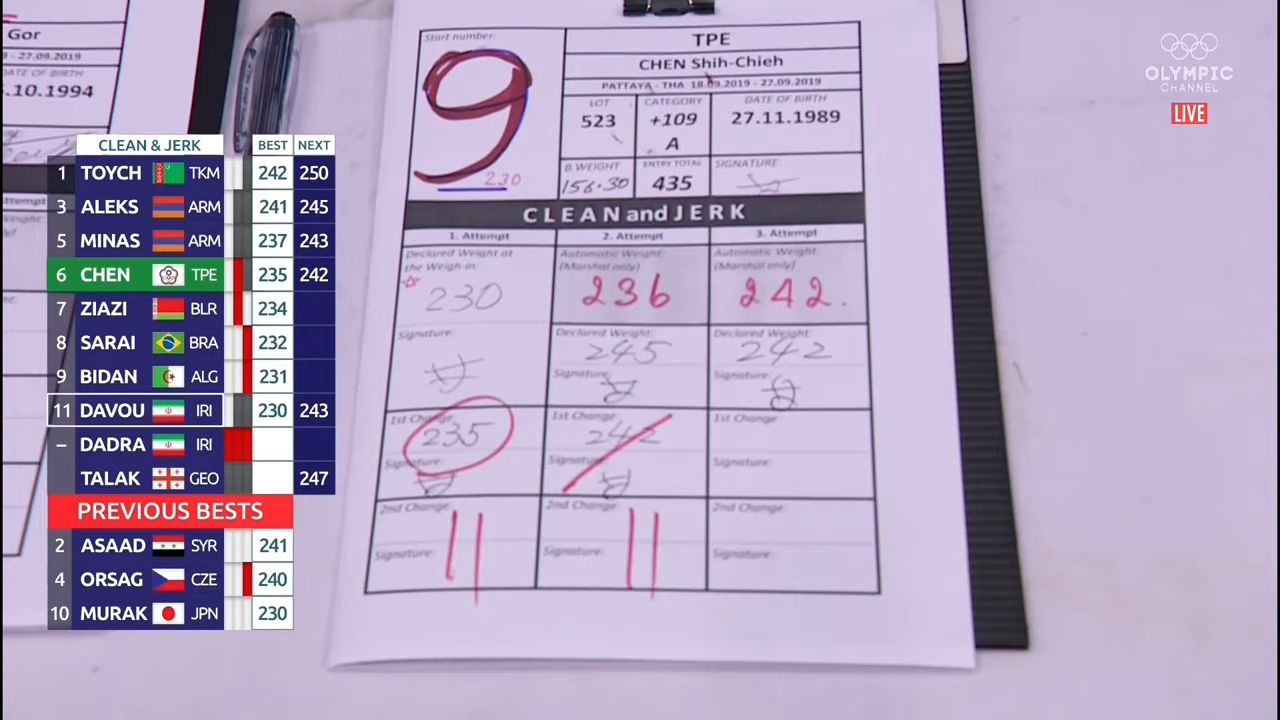 Gor
- 27.09.2019
DATE OF BIRTH
.10.1994
CLEAN & JERK BEST NEXT
1 TOYCH TKM 242 250
3 ALEKS ARM 241 245
5 MINAS ARM 237 243
6 CHEN TPE 235 242
7 ZIAZI BLR 234
8 SARAI BRA 232
9 BIDAN ALG 231
11 DAVOU IRI 230 243
– DADRA IRI
TALAK GEO 247
PREVIOUS BESTS
2 ASAAD SYR 241
4 ORSAG CZE 240
10 MURAK JPN 230
Start number:
9
230
TPE
CHEN Shih-Chieh
PATTAYA - THA 18.09.2019 - 27.09.2019
LOT CATEGORY DATE OF BIRTH
523 +109 27.11.1989
A
B.WEIGHT ENTRY TOTAL SIGNATURE:
156.30 435
CLEAN and JERK
1. Attempt 2. Attempt 3. Attempt
Declared Weight at Automatic Weight: Automatic Weight:
the Weigh-in: (Marshal only) (Marshal only)
230 236 242.
Signature: Declared Weight: Declared Weight:
245 242
Signature: Signature:
1st Change: 1st Change: 1st Change:
235 242
Signature: Signature: Signature:
2nd Change: 2nd Change: 2nd Change:
Signature: Signature: Signature:
OLYMPIC
CHANNEL
LIVE